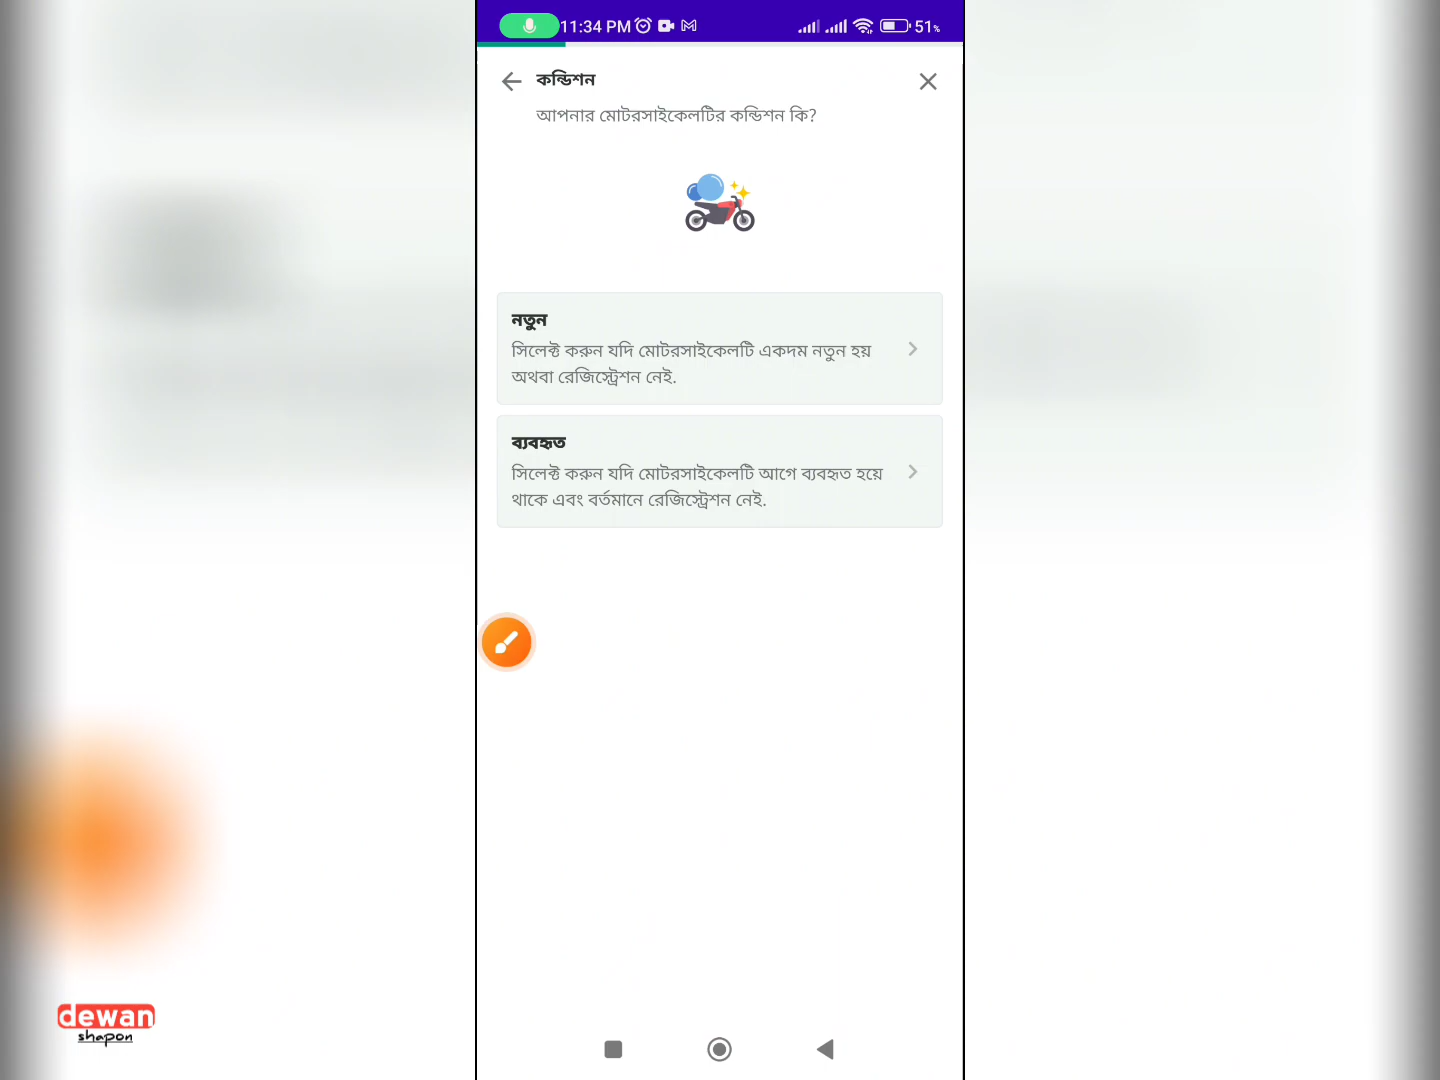 11:34 PM
51%
কন্ডিশন
আপনার মোটরসাইকেলটির কন্ডিশন কি?
নতুন
সিলেক্ট করুন যদি মোটরসাইকেলটি একদম নতুন হয়
অথবা রেজিস্ট্রেশন নেই.
ব্যবহৃত
সিলেক্ট করুন যদি মোটরসাইকেলটি আগে ব্যবহৃত হয়ে
থাকে এবং বর্তমানে রেজিস্ট্রেশন নেই.
dewan
shapon